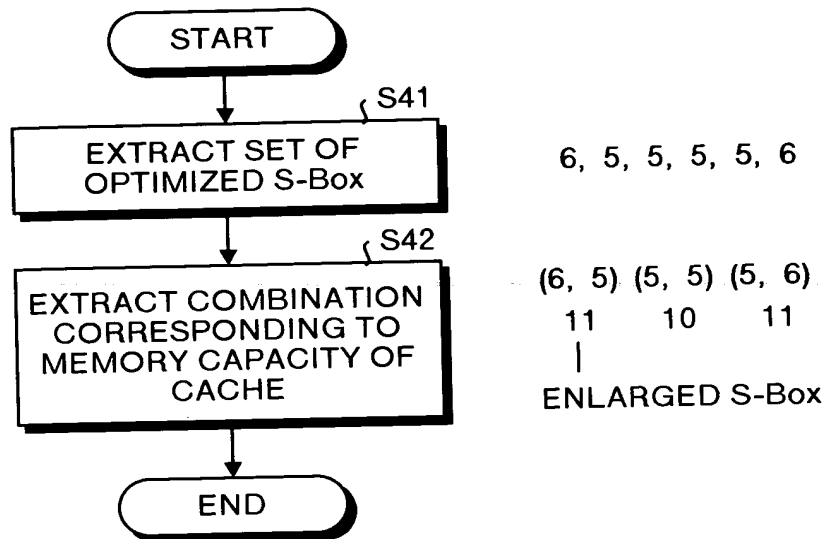 START
S41
EXTRACT SET OF
OPTIMIZED S-Box
6, 5, 5, 5, 5, 6
S42
EXTRACT COMBINATION
CORRESPONDING TO
MEMORY CAPACITY OF
CACHE
(6, 5) (5, 5) (5, 6)
11 10 11
ENLARGED S-Box
END